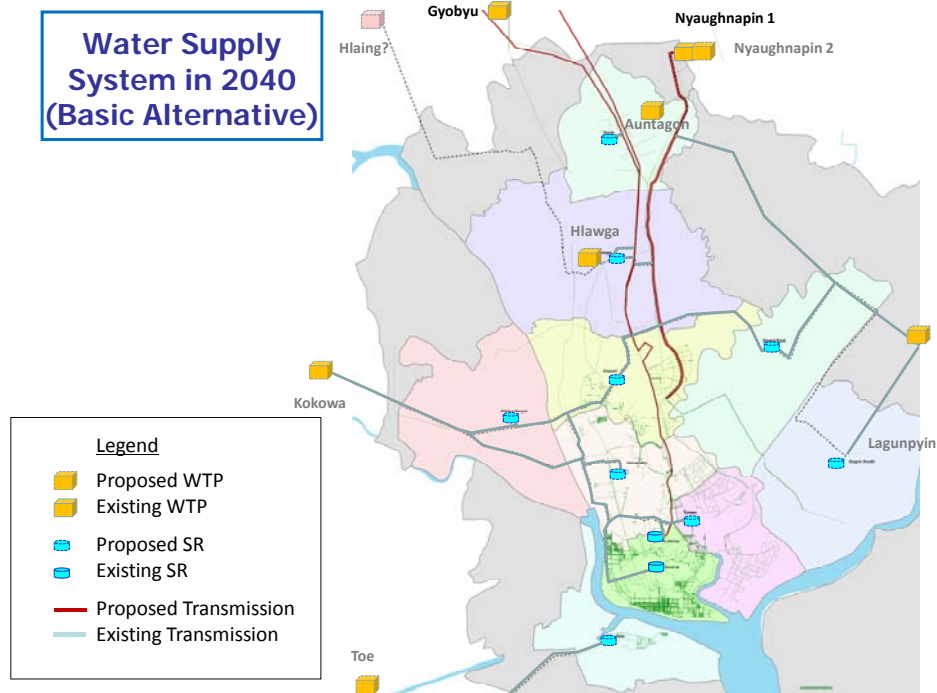 Water Supply
System in 2040
(Basic Alternative)
Hlaing?
Gyobyu
Nyaughnapin 1
Nyaughnapin 2
Auntagon
Hlawga
Kokowa
Lagunpyin
Toe
Legend
Proposed WTP
Existing WTP
Proposed SR
Existing SR
Proposed Transmission
Existing Transmission